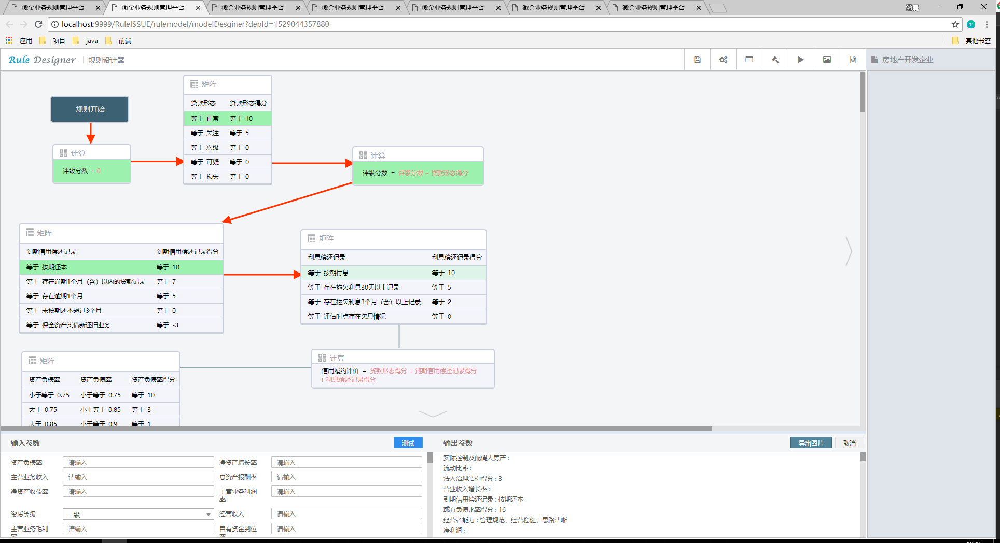 微金业务规则管理平台
微金业务规则管理平台
微金业务规则管理平台
微金业务规则管理平台
微金业务规则管理平台
微金业务规则管理平台
微金业务规则管理平台
涵晨
localhost:9999/RuleISSUE/rulemodel/modelDesginer?depId=1529044357880
m
应用 项目 java 前端 其他书签
Rule Designer 规则设计器
房地产开发企业
规则开始
计算
评级分数 = 0
矩阵
贷款形态 贷款形态得分
等于 正常 等于 10
等于 关注 等于 5
等于 次级 等于 0
等于 可疑 等于 0
等于 损失 等于 0
计算
评级分数 = 评级分数 + 贷款形态得分
矩阵
到期信用偿还记录 到期信用偿还记录得分
等于 按期还本 等于 10
等于 存在逾期1个月（含）以内的贷款记录 等于 7
等于 存在逾期1个月 等于 5
等于 未按期还本超过3个月 等于 0
等于 保全资产类借新还旧业务 等于 -3
矩阵
利息偿还记录 利息偿还记录得分
等于 按期付息 等于 10
等于 存在拖欠利息30天以上记录 等于 5
等于 存在拖欠利息3个月（含）以上记录 等于 2
等于 评估时点存在欠息情况 等于 0
计算
信用履约评价 = 贷款形态得分 + 到期信用偿还记录得分
+ 利息偿还记录得分
矩阵
资产负债率 资产负债率 资产负债率得分
小于等于 0.75 小于等于 0.75 等于 10
大于 0.75 小于等于 0.85 等于 3
大于 0.85 小于等于 0.9 等于 1
输入参数 测试
资产负债率 请输入 净资产增长率 请输入
主营业务收入 请输入 总资产报酬率 请输入
净资产收益率 请输入 主营业务利润率 请输入
资质等级 一级 经营收入 请输入
主营业务毛利率 请输入 自有资金到位率 请输入
输出参数 导出图片 取消
实际控制及配偶人房产 :
流动比率 :
法人治理结构得分 : 3
营业收入增长率 :
到期信用偿还记录 : 按期还本
或有负债比率得分 : 16
经营者能力 : 管理规范、经营稳健、思路清晰
净利润 :